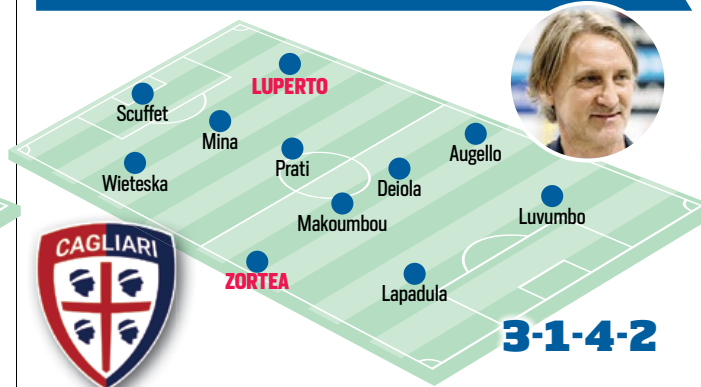 LUPERTO
Scuffet
Mina
Augello
Prati
Wieteska
Deiola
Luvumbo
Makoumbou
ZORTEA
Lapadula
CAGLIARI
3-1-4-2